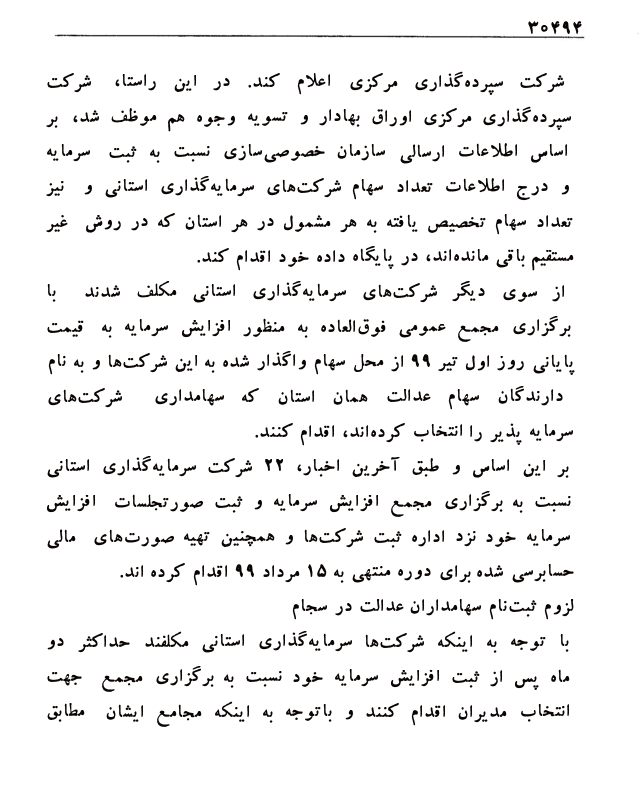 ۳۰۴۹۴
شرکت سپرده‌گذاری مرکزی اعلام کند. در این راستا، شرکت
سپرده‌گذاری مرکزی اوراق بهادار و تسویه وجوه هم موظف شد، بر
اساس اطلاعات ارسالی سازمان خصوصی‌سازی نسبت به ثبت سرمایه
و درج اطلاعات تعداد سهام شرکت‌های سرمایه‌گذاری استانی و نیز
تعداد سهام تخصیص یافته به هر مشمول در هر استان که در روش غیر
مستقیم باقی مانده‌اند، در پایگاه داده خود اقدام کند.
از سوی دیگر شرکت‌های سرمایه‌گذاری استانی مکلف شدند با
برگزاری مجمع عمومی فوق‌العاده به منظور افزایش سرمایه به قیمت
پایانی روز اول تیر ۹۹ از محل سهام واگذار شده به این شرکت‌ها و به نام
دارندگان سهام عدالت همان استان که سهامداری شرکت‌های
سرمایه پذیر را انتخاب کرده‌اند، اقدام کنند.
بر این اساس و طبق آخرین اخبار، ۲۲ شرکت سرمایه‌گذاری استانی
نسبت به برگزاری مجمع افزایش سرمایه و ثبت صورتجلسات افزایش
سرمایه خود نزد اداره ثبت شرکت‌ها و همچنین تهیه صورت‌های مالی
حسابرسی شده برای دوره منتهی به ۱۵ مرداد ۹۹ اقدام کرده اند.
لزوم ثبت‌نام سهامداران عدالت در سجام
با توجه به اینکه شرکت‌ها سرمایه‌گذاری استانی مکلفند حداکثر دو
ماه پس از ثبت افزایش سرمایه خود نسبت به برگزاری مجمع جهت
انتخاب مدیران اقدام کنند و باتوجه به اینکه مجامع ایشان مطابق